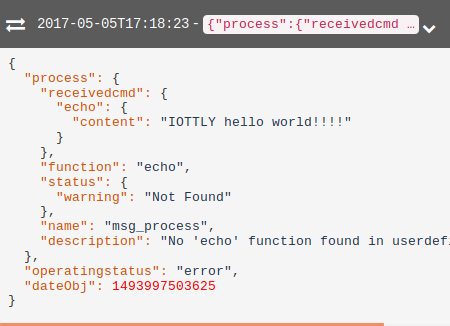 2017-05-05T17:18:23 - {"process":{"receivedcmd ...
{
"process": {
"receivedcmd": {
"echo": {
"content": "IOTTLY hello world!!!!"
}
},
"function": "echo",
"status": {
"warning": "Not Found"
},
"name": "msg_process",
"description": "No 'echo' function found in userdefi
},
"operatingstatus": "error",
"dateObj": 1493997503625
}